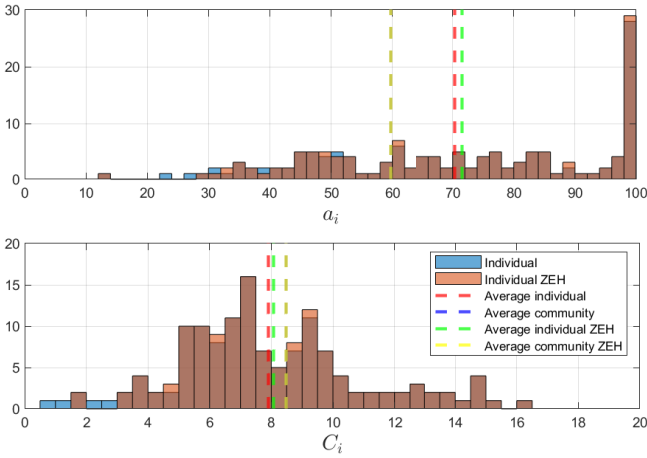 30
20
10
0
0 10 20 30 40 50 60 70 80 90 100
a_i
20
15
10
5
0
0 2 4 6 8 10 12 14 16 18 20
C_i
Individual
Individual ZEH
Average individual
Average community
Average individual ZEH
Average community ZEH